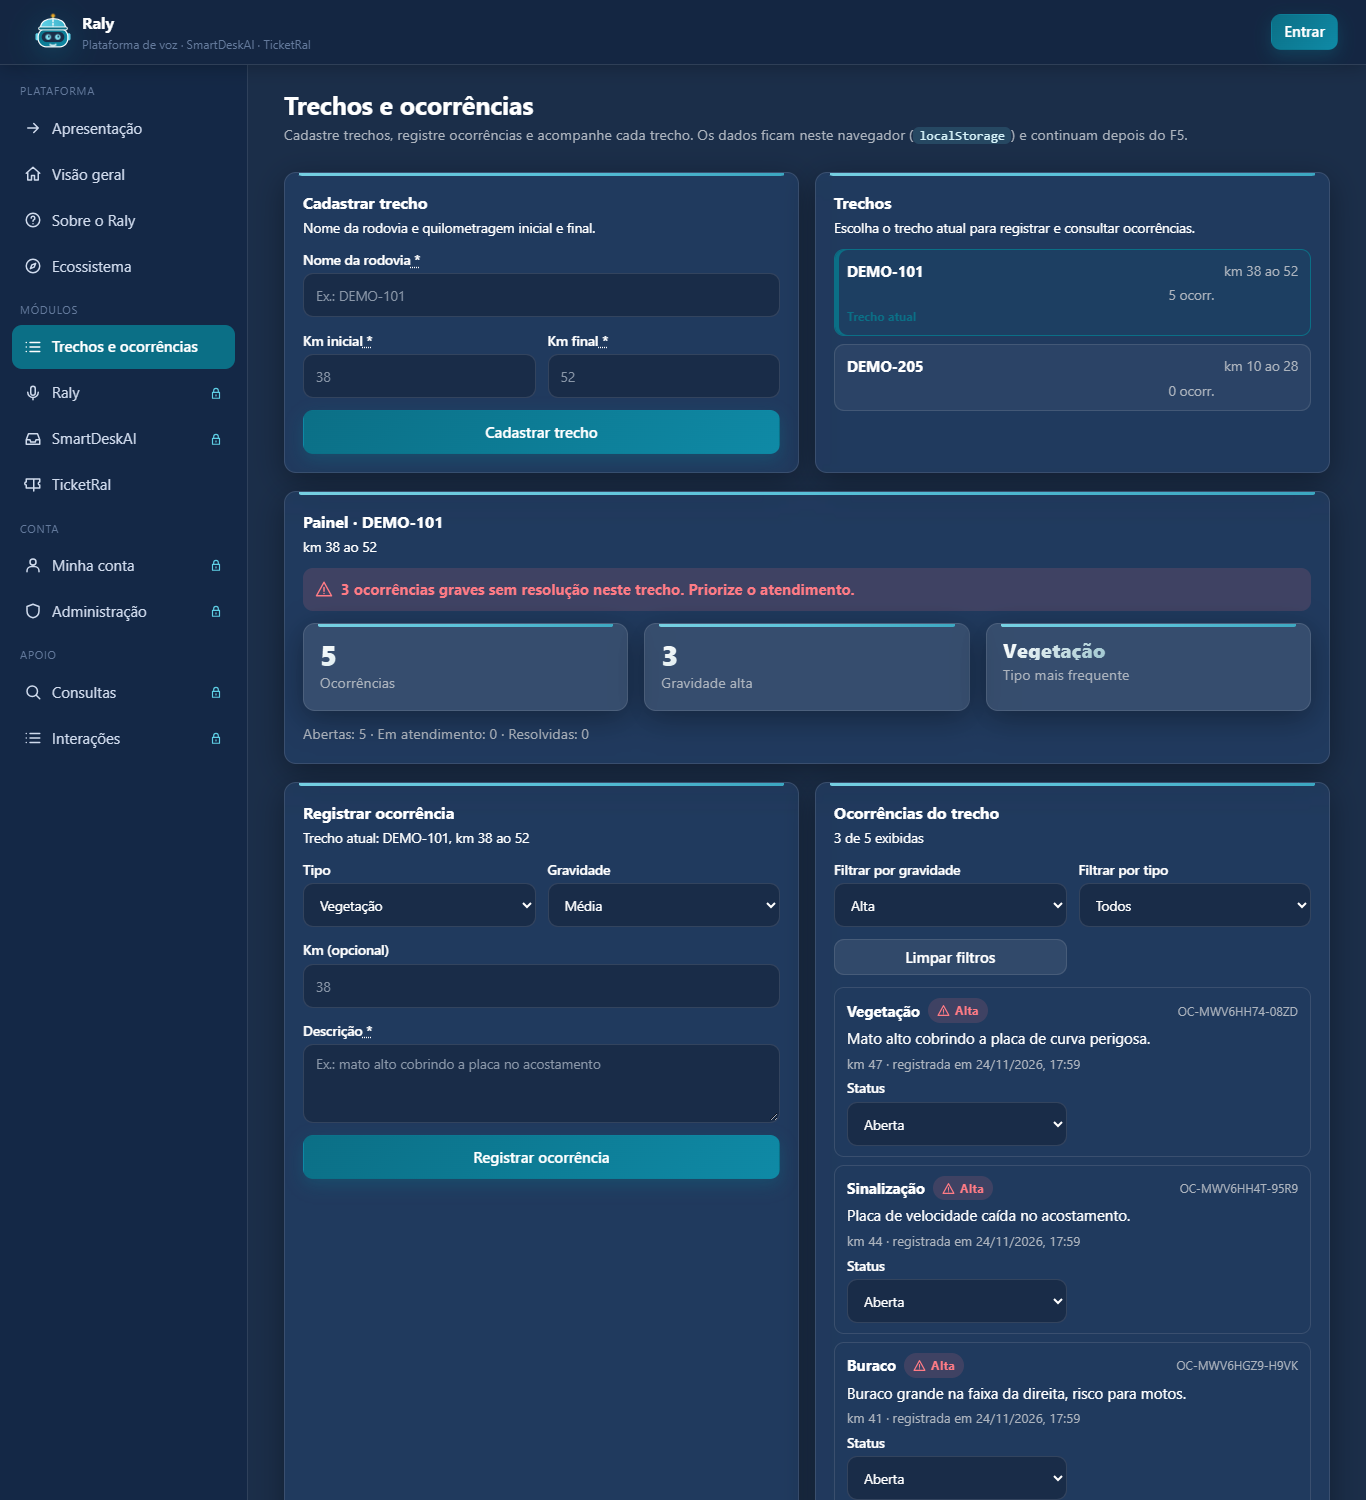 Raly
Plataforma de voz · SmartDeskAI · TicketRal
Entrar
PLATAFORMA
Apresentação
Visão geral
Sobre o Raly
Ecossistema
MÓDULOS
Trechos e ocorrências
Raly
SmartDeskAI
TicketRal
CONTA
Minha conta
Administração
APOIO
Consultas
Interações
Trechos e ocorrências
Cadastre trechos, registre ocorrências e acompanhe cada trecho. Os dados ficam neste navegador (localStorage) e continuam depois do F5.
Cadastrar trecho
Nome da rodovia e quilometragem inicial e final.
Nome da rodovia *
Ex.: DEMO-101
Km inicial * Km final *
38 52
Cadastrar trecho
Trechos
Escolha o trecho atual para registrar e consultar ocorrências.
DEMO-101 km 38 ao 52
5 ocorr.
Trecho atual
DEMO-205 km 10 ao 28
0 ocorr.
Painel · DEMO-101
km 38 ao 52
3 ocorrências graves sem resolução neste trecho. Priorize o atendimento.
5
Ocorrências
3
Gravidade alta
Vegetação
Tipo mais frequente
Abertas: 5 · Em atendimento: 0 · Resolvidas: 0
Registrar ocorrência
Trecho atual: DEMO-101, km 38 ao 52
Tipo Gravidade
Vegetação Média
Km (opcional)
38
Descrição *
Ex.: mato alto cobrindo a placa no acostamento
Registrar ocorrência
Ocorrências do trecho
3 de 5 exibidas
Filtrar por gravidade Filtrar por tipo
Alta Todos
Limpar filtros
Vegetação Alta OC-MWV6HH74-08ZD
Mato alto cobrindo a placa de curva perigosa.
km 47 · registrada em 24/11/2026, 17:59
Status
Aberta
Sinalização Alta OC-MWV6HH4T-95R9
Placa de velocidade caída no acostamento.
km 44 · registrada em 24/11/2026, 17:59
Status
Aberta
Buraco Alta OC-MWV6HGZ9-H9VK
Buraco grande na faixa da direita, risco para motos.
km 41 · registrada em 24/11/2026, 17:59
Status
Aberta